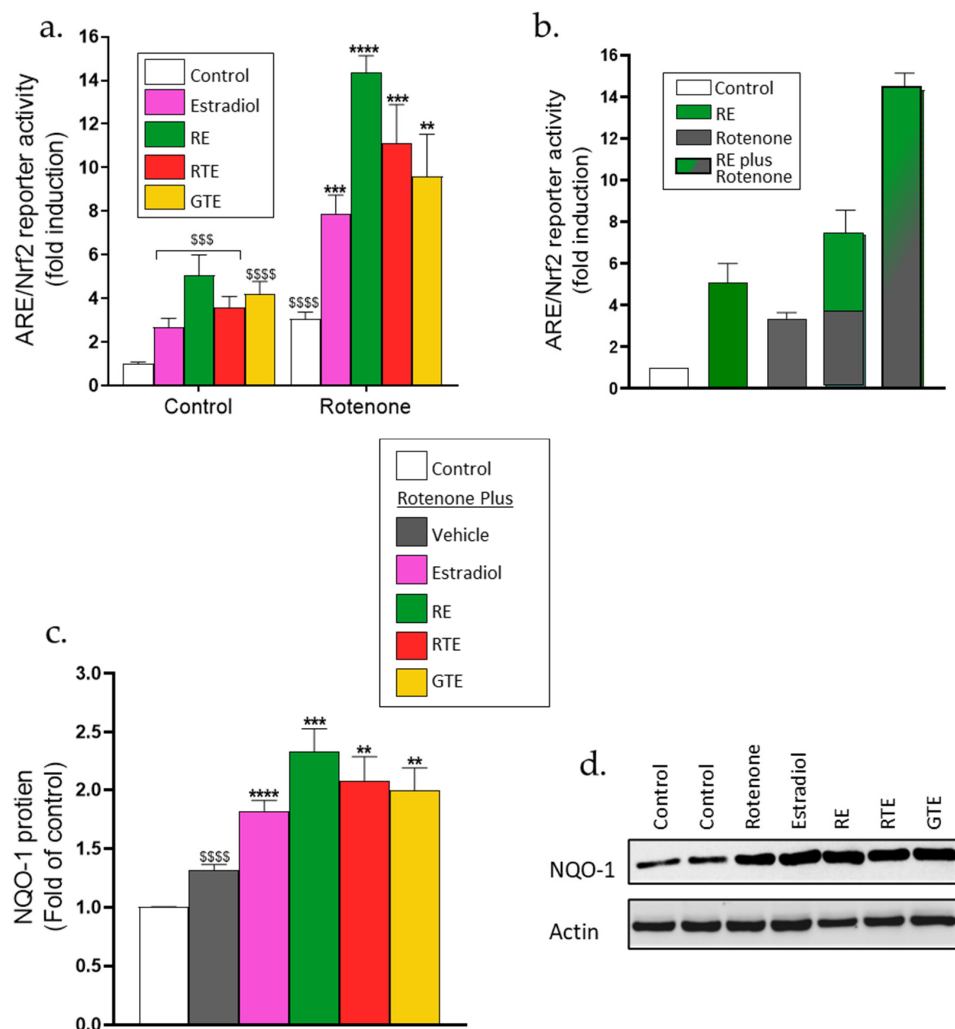 a.
ARE/Nrf2 reporter activity
(fold induction)
16
14
12
10
8
6
4
2
0
Control
Estradiol
RE
RTE
GTE
$$$
$$$$
$$$$
***
****
***
**
Control
Rotenone
b.
ARE/Nrf2 reporter activity
(fold induction)
16
14
12
10
8
6
4
2
0
Control
RE
Rotenone
RE plus
Rotenone
Control
Rotenone Plus
Vehicle
Estradiol
RE
RTE
GTE
c.
NQO-1 protien
(Fold of control)
3.0
2.5
2.0
1.5
1.0
0.5
0.0
$$$$
****
***
**
**
d.
Control
Control
Rotenone
Estradiol
RE
RTE
GTE
NQO-1
Actin